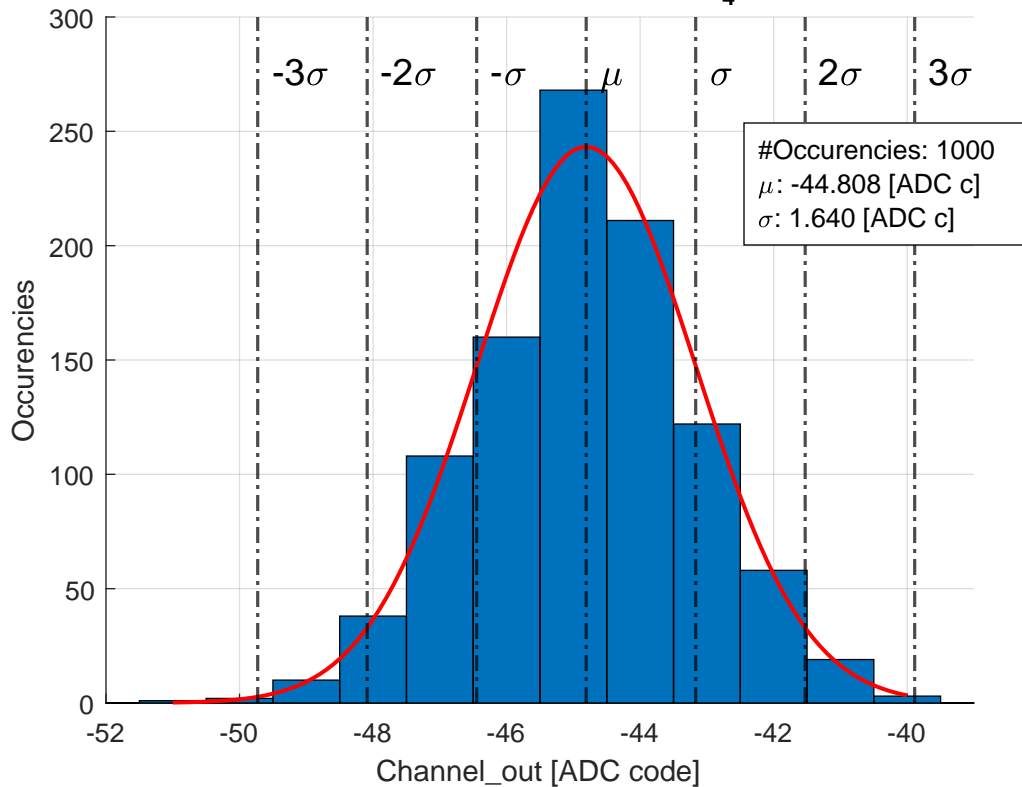 4
300
-3σ -2σ -σ μ σ 2σ 3σ
250
#Occurencies: 1000
μ: -44.808 [ADC c]
σ: 1.640 [ADC c]
200
150
100
50
0
Occurencies
-52 -50 -48 -46 -44 -42 -40
Channel_out [ADC code]